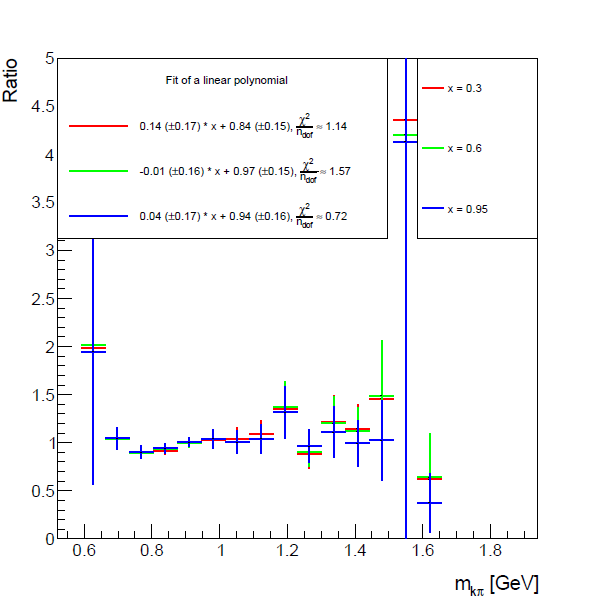 Ratio
5
4.5
4
3.5
3
2.5
2
1.5
1
0.5
0
Fit of a linear polynomial
0.14 (±0.17) * x + 0.84 (±0.15), χ²/n_dof ≈ 1.14
-0.01 (±0.16) * x + 0.97 (±0.15), χ²/n_dof ≈ 1.57
0.04 (±0.17) * x + 0.94 (±0.16), χ²/n_dof ≈ 0.72
x = 0.3
x = 0.6
x = 0.95
0.6 0.8 1 1.2 1.4 1.6 1.8
m_kπ [GeV]